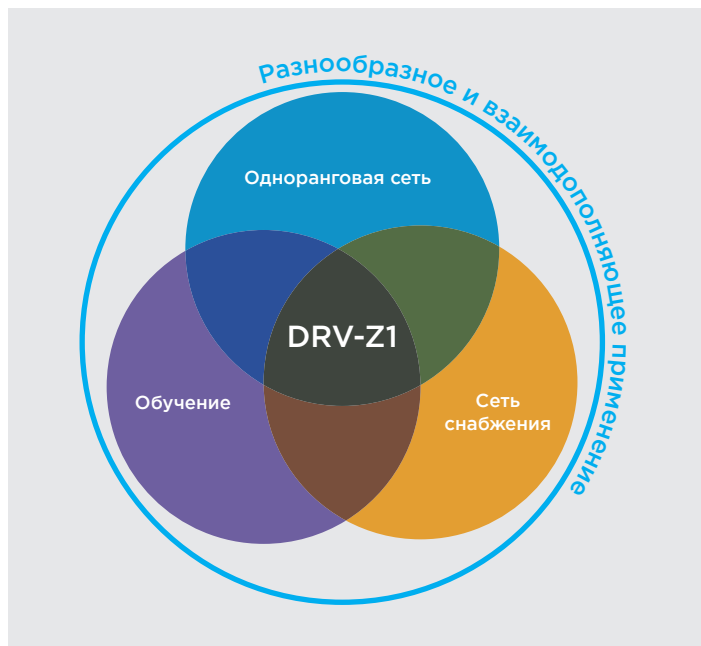 Разнообразное и взаимодополняющее применение
Одноранговая сеть
DRV-Z1
Обучение
Сеть
снабжения